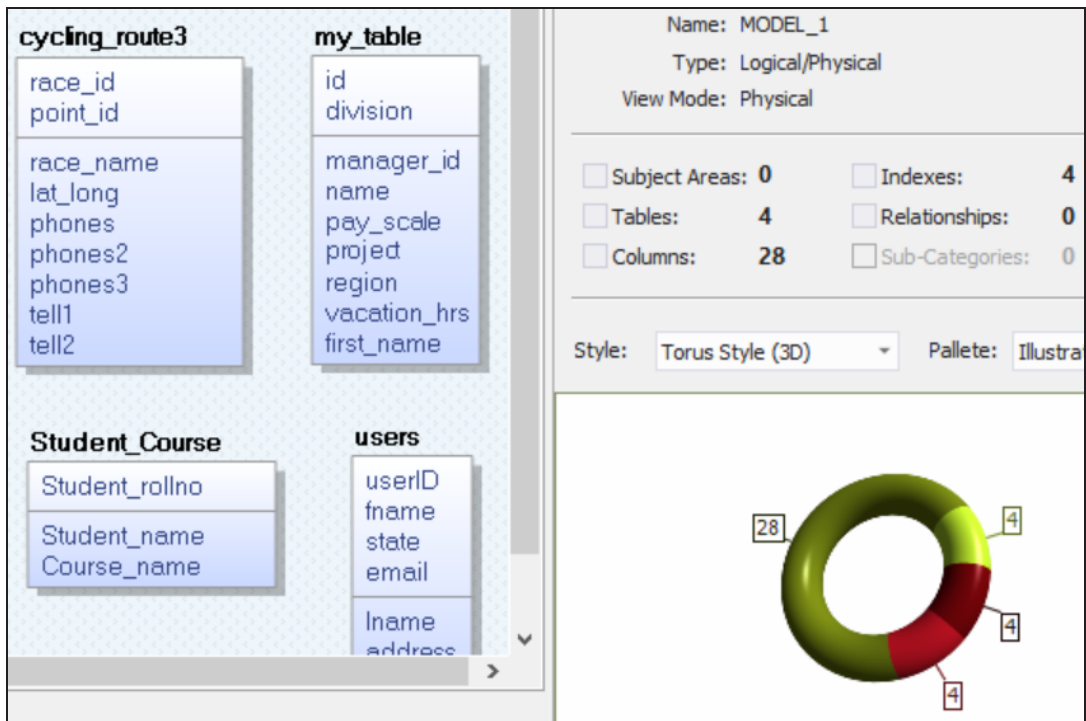 cycling_route3
race_id
point_id
race_name
lat_long
phones
phones2
phones3
tell1
tell2
my_table
id
division
manager_id
name
pay_scale
project
region
vacation_hrs
first_name
Student_Course
Student_rollno
Student_name
Course_name
users
userID
fname
state
email
lname
address
Name: MODEL_1
Type: Logical/Physical
View Mode: Physical
Subject Areas: 0 Indexes: 4
Tables: 4 Relationships: 0
Columns: 28 Sub-Categories: 0
Style: Torus Style (3D) Pallete: Illustra
28
4
4
4